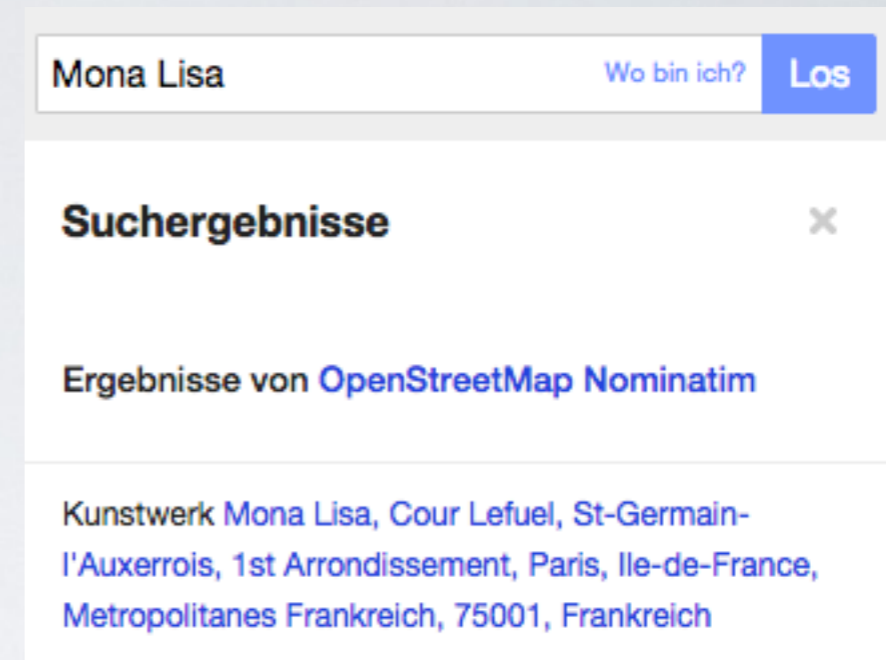 Mona Lisa Wo bin ich? Los
Suchergebnisse
Ergebnisse von OpenStreetMap Nominatim
Kunstwerk Mona Lisa, Cour Lefuel, St-Germain-
l'Auxerrois, 1st Arrondissement, Paris, Ile-de-France,
Metropolitanes Frankreich, 75001, Frankreich